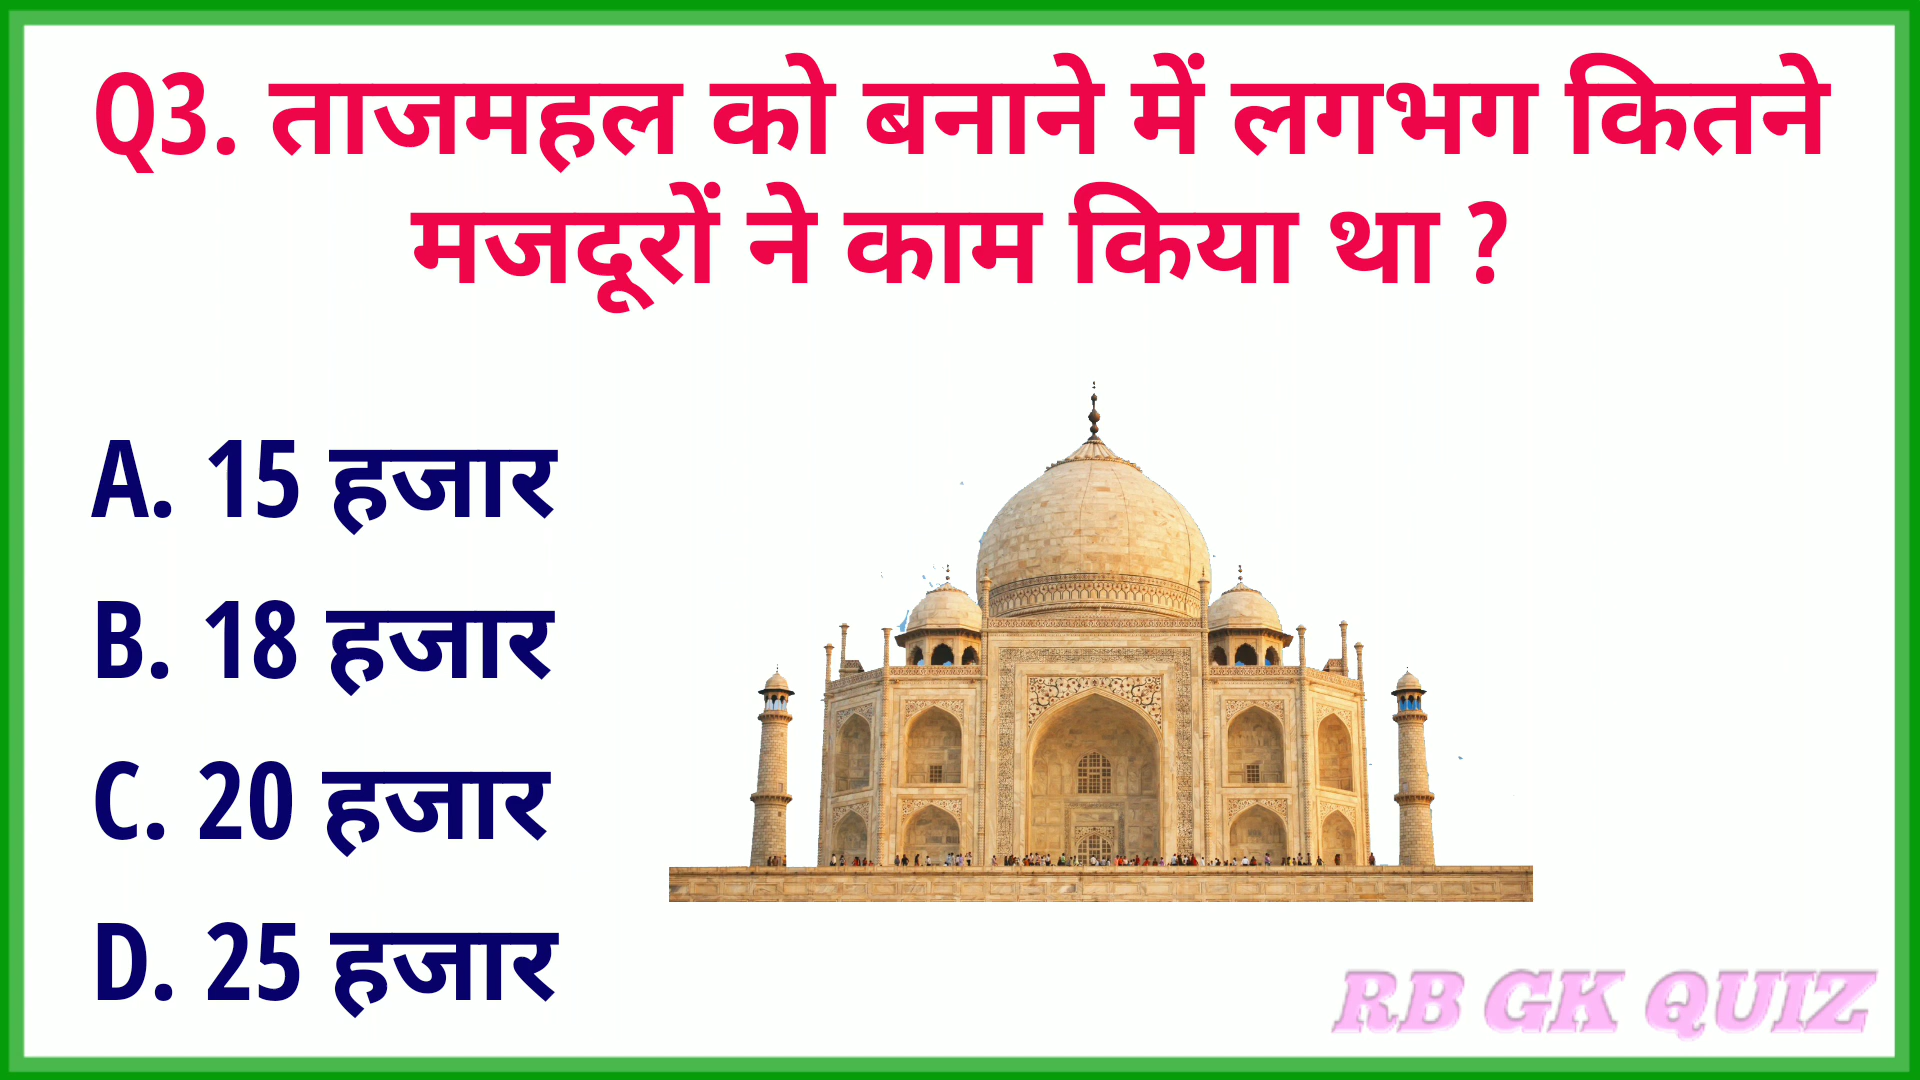 Q3. ताजमहल को बनाने में लगभग कितने
मजदूरों ने काम किया था ?
A. 15 हजार
B. 18 हजार
C. 20 हजार
D. 25 हजार
RB GK QUIZ